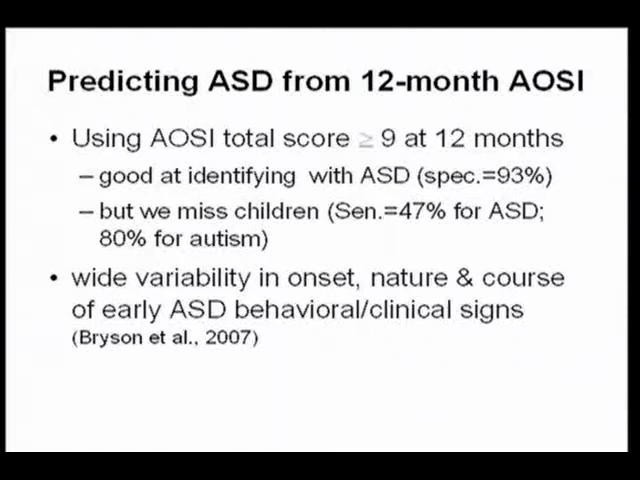 Predicting ASD from 12-month AOSI
• Using AOSI total score ≥ 9 at 12 months
– good at identifying with ASD (spec.=93%)
– but we miss children (Sen.=47% for ASD;
80% for autism)
• wide variability in onset, nature & course
of early ASD behavioral/clinical signs
(Bryson et al., 2007)